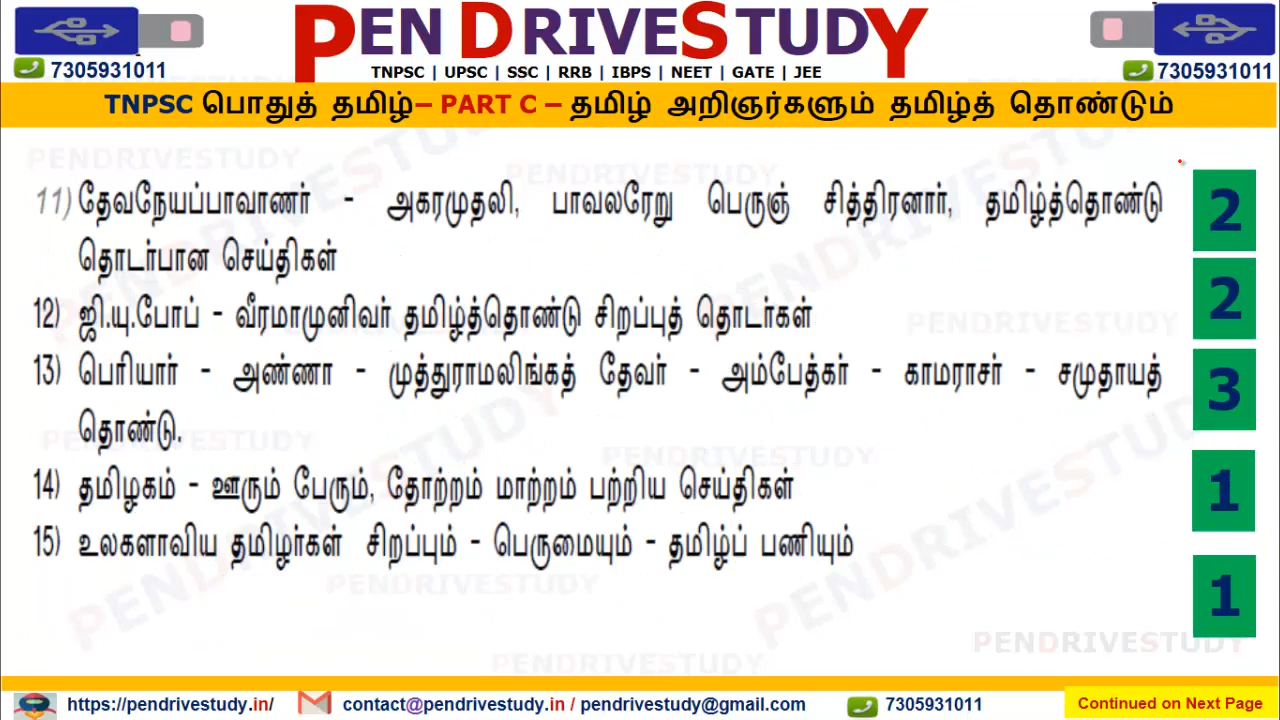 PENDRIVESTUDY
7305931011
TNPSC | UPSC | SSC | RRB | IBPS | NEET | GATE | JEE
7305931011
TNPSC பொதுத் தமிழ்– PART C – தமிழ் அறிஞர்களும் தமிழ்த் தொண்டும்
11) தேவநேயப்பாவாணர் - அகரமுதலி, பாவலரேறு பெருஞ் சித்திரனார், தமிழ்த்தொண்டு
தொடர்பான செய்திகள்
2
12) ஜி.யு.போப் - வீரமாமுனிவர் தமிழ்த்தொண்டு சிறப்புத் தொடர்கள்
2
13) பெரியார் - அண்ணா - முத்துராமலிங்கத் தேவர் - அம்பேத்கர் - காமராசர் - சமுதாயத்
தொண்டு.
3
14) தமிழகம் - ஊரும் பேரும், தோற்றம் மாற்றம் பற்றிய செய்திகள்
1
15) உலகளாவிய தமிழர்கள் சிறப்பும் - பெருமையும் - தமிழ்ப் பணியும்
1
PENDRIVESTUDY
https://pendrivestudy.in/
contact@pendrivestudy.in / pendrivestudy@gmail.com
7305931011
Continued on Next Page